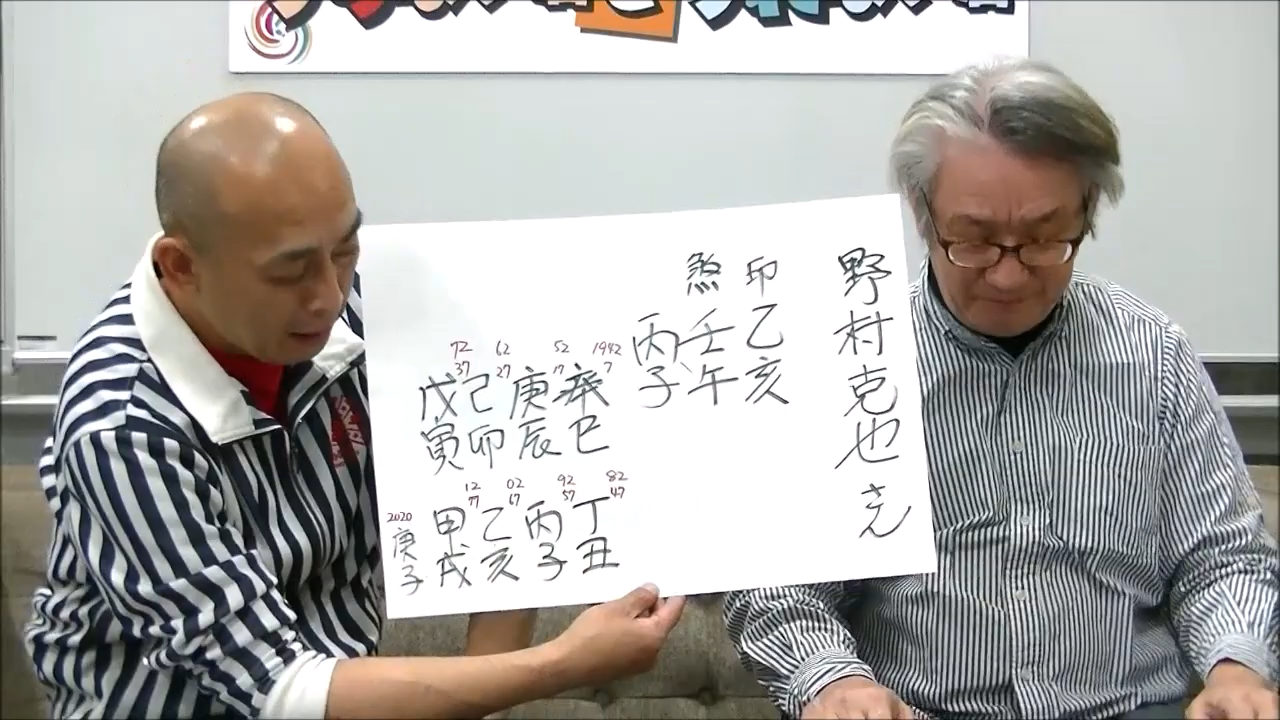 野村克也さん
印乙亥
煞壬午
丙子
1942 7 辛巳
52 17 庚辰
62 27 己卯
72 37 戊寅
82 47 丁丑
92 57 丙子
02 67 乙亥
12 77 甲戌
2020 庚子